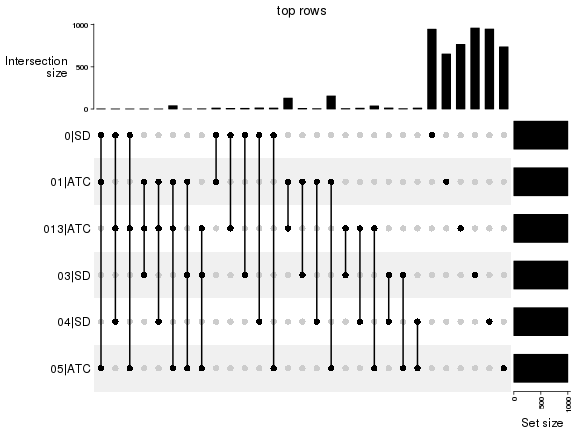 top rows
1000
500
0
Intersection
size
0|SD
01|ATC
013|ATC
03|SD
04|SD
05|ATC
0
500
1000
Set size